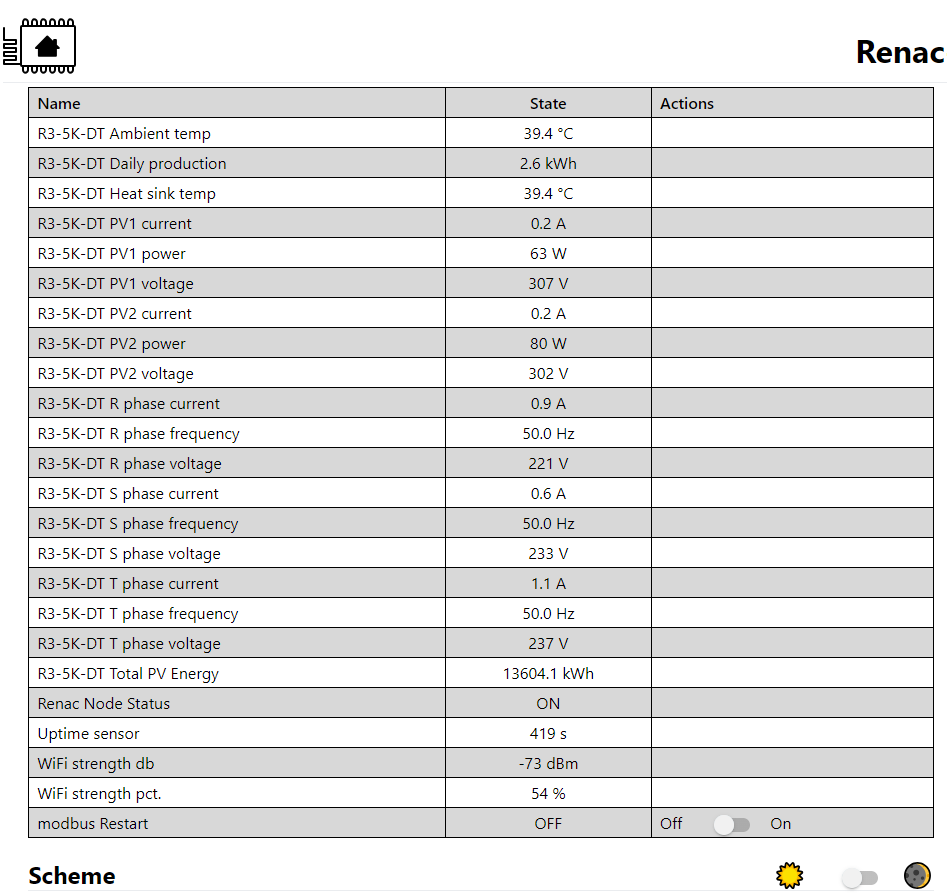 Renac
Name State Actions
R3-5K-DT Ambient temp 39.4 °C
R3-5K-DT Daily production 2.6 kWh
R3-5K-DT Heat sink temp 39.4 °C
R3-5K-DT PV1 current 0.2 A
R3-5K-DT PV1 power 63 W
R3-5K-DT PV1 voltage 307 V
R3-5K-DT PV2 current 0.2 A
R3-5K-DT PV2 power 80 W
R3-5K-DT PV2 voltage 302 V
R3-5K-DT R phase current 0.9 A
R3-5K-DT R phase frequency 50.0 Hz
R3-5K-DT R phase voltage 221 V
R3-5K-DT S phase current 0.6 A
R3-5K-DT S phase frequency 50.0 Hz
R3-5K-DT S phase voltage 233 V
R3-5K-DT T phase current 1.1 A
R3-5K-DT T phase frequency 50.0 Hz
R3-5K-DT T phase voltage 237 V
R3-5K-DT Total PV Energy 13604.1 kWh
Renac Node Status ON
Uptime sensor 419 s
WiFi strength db -73 dBm
WiFi strength pct. 54 %
modbus Restart OFF Off On
Scheme